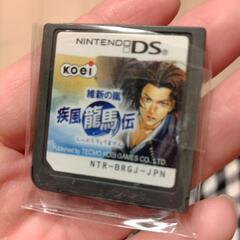 NINTENDO DS
KOEI
維新の嵐
疾風龍馬伝
Published by TECMO KOEI GAMES CO., LTD.
NTR-BRGJ-JPN